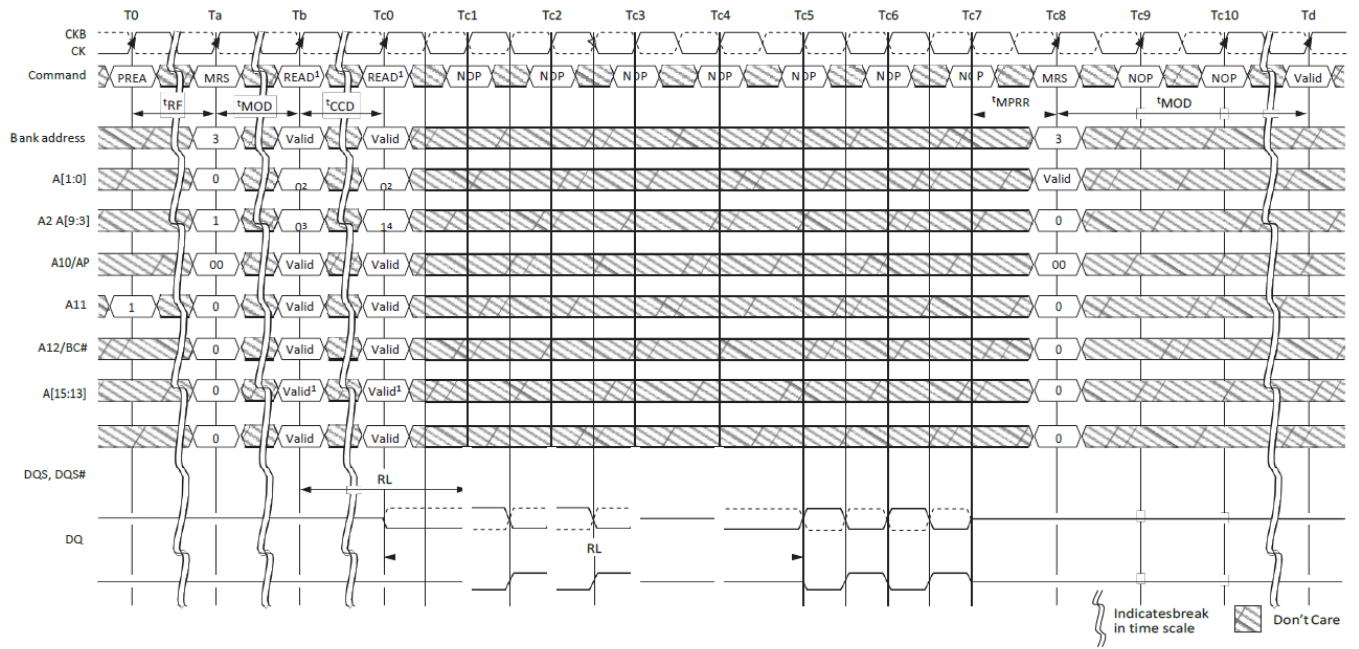 T0 Ta Tb Tc0 Tc1 Tc2 Tc3 Tc4 Tc5 Tc6 Tc7 Tc8 Tc9 Tc10 Td
CKB
CK
Command PREA MRS READ1 READ1 NOP NOP NOP NOP NOP NOP NOP MRS NOP NOP Valid
tRF tMOD tCCD tMPRR tMOD
Bank address 3 Valid Valid 3
A[1:0] 0 0² 0² Valid
A2 A[9:3] 1 0³ 1⁴ 0
A10/AP 00 Valid Valid 00
A11 1 0 Valid Valid 0
A12/BC# 0 Valid Valid 0
A[15:13] 0 Valid¹ Valid¹ 0
0 Valid Valid 0
DQS, DQS#
RL
DQ
RL
Indicatesbreak
in time scale
Don't Care